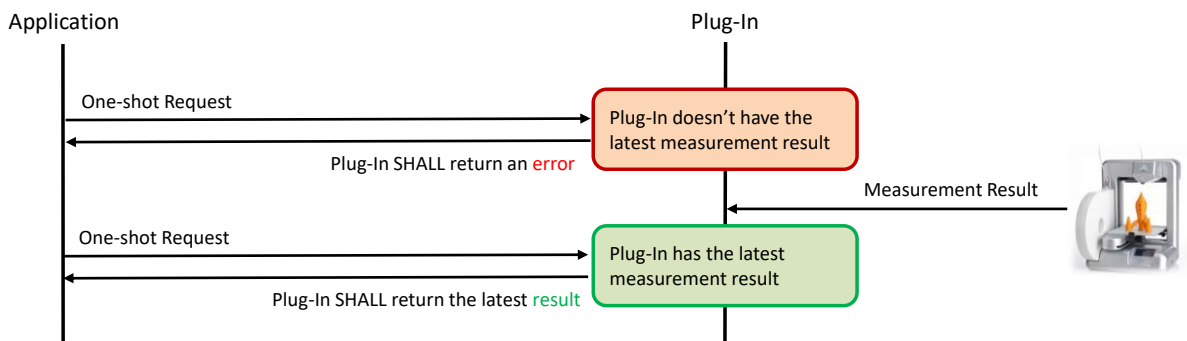 Application
Plug-In
One-shot Request
Plug-In doesn’t have the
latest measurement result
Plug-In SHALL return an error
Measurement Result
One-shot Request
Plug-In has the latest
measurement result
Plug-In SHALL return the latest result